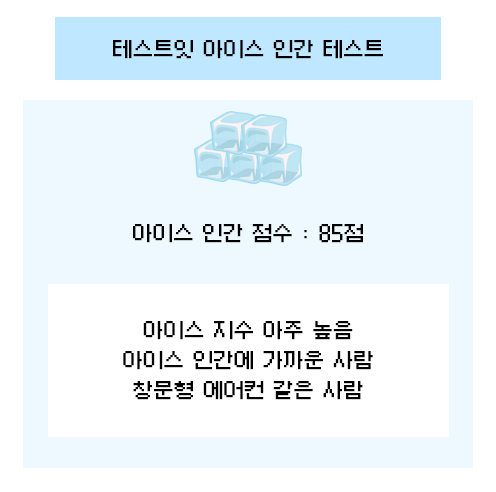 테스트잇 아이스 인간 테스트
아이스 인간 점수 : 85점
아이스 지수 아주 높음
아이스 인간에 가까운 사람
창문형 에어컨 같은 사람